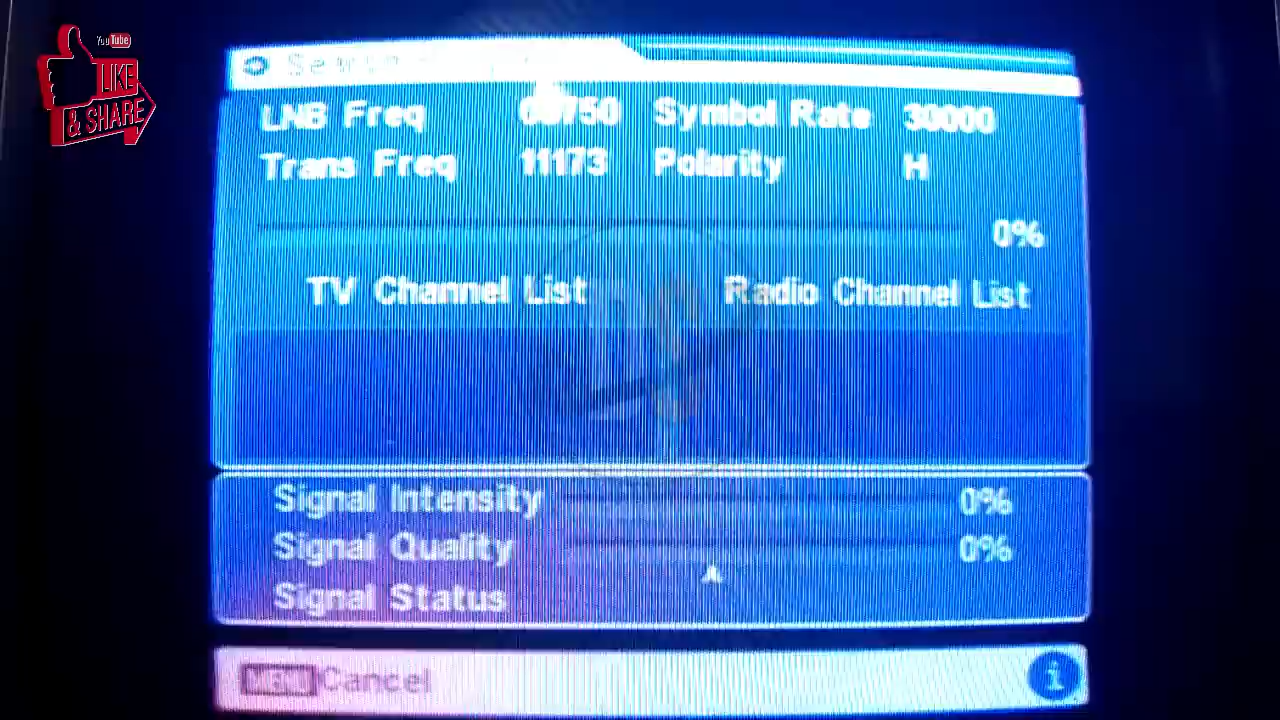 YouTube
LIKE
& SHARE
LNB Freq 09750 Symbol Rate 30000
Trans Freq 11173 Polarity H
0%
TV Channel List Radio Channel List
Signal Intensity 0%
Signal Quality 0%
Signal Status
Cancel